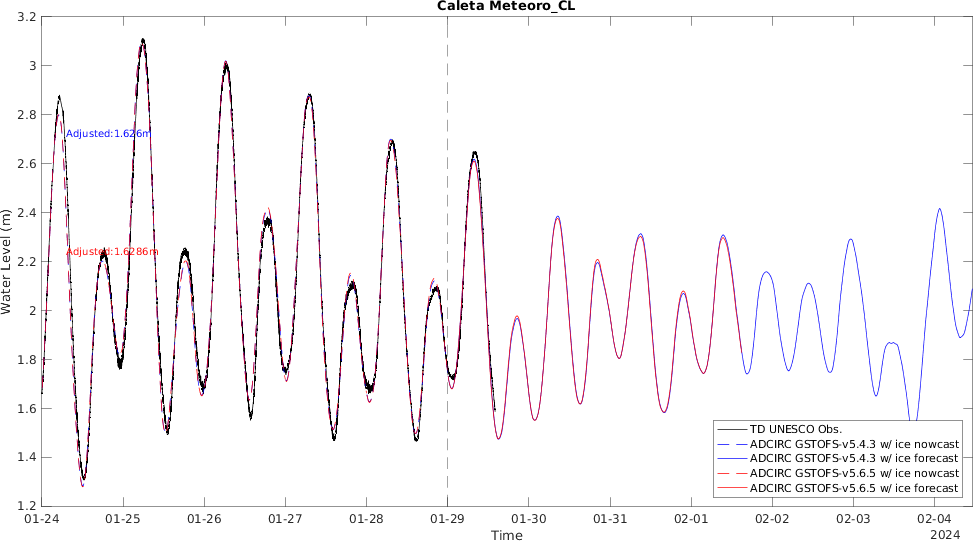 Caleta Meteoro_CL
3.2
3
2.8
2.6
2.4
2.2
2
1.8
1.6
1.4
1.2
Water Level (m)
Adjusted:1.626m
Adjusted:1.6286m
TD UNESCO Obs.
ADCIRC GSTOFS-v5.4.3 w/ ice nowcast
ADCIRC GSTOFS-v5.4.3 w/ ice forecast
ADCIRC GSTOFS-v5.6.5 w/ ice nowcast
ADCIRC GSTOFS-v5.6.5 w/ ice forecast
01-24 01-25 01-26 01-27 01-28 01-29 01-30 01-31 02-01 02-02 02-03 02-04
Time
2024